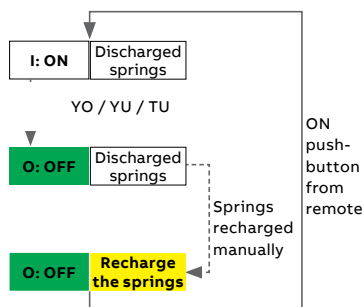 I: ON
Discharged
springs
YO / YU / TU
O: OFF
Discharged
springs
Springs
recharged
manually
ON
push-
button
from
remote
O: OFF
Recharge
the springs